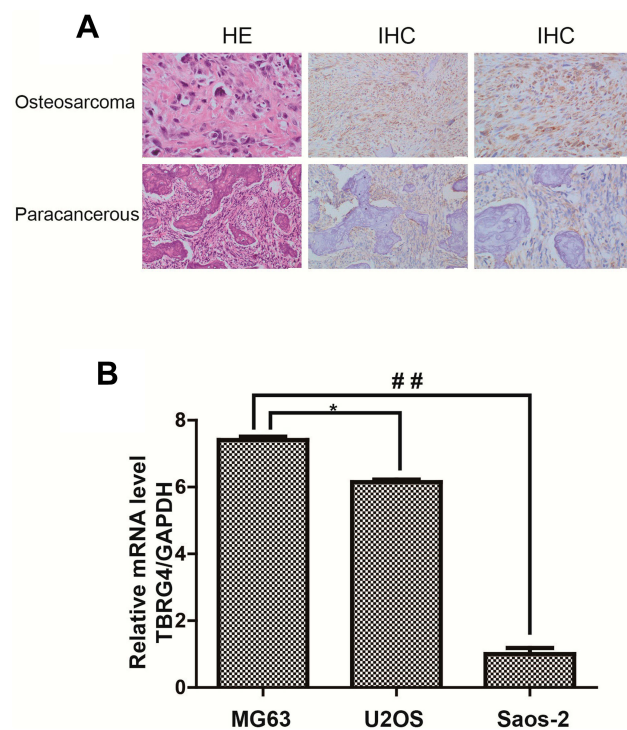 A
HE IHC IHC
Osteosarcoma
Paracancerous
B
# #
*
Relative mRNA level
TBRG4/GAPDH
8
6
4
2
0
MG63 U2OS Saos-2